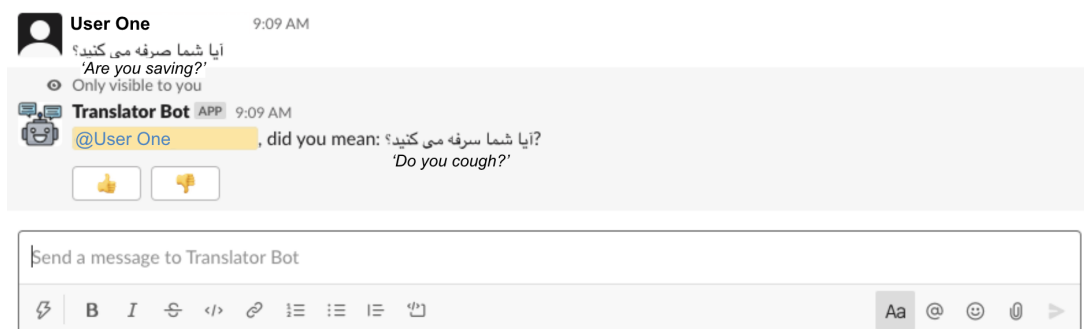 User One 9:09 AM
آیا شما صرفه می کنید؟
‘Are you saving?’
Only visible to you
Translator Bot APP 9:09 AM
@User One , did you mean: آیا شما سرفه می کنید؟?
‘Do you cough?’
Send a message to Translator Bot
B I S </> Aa @